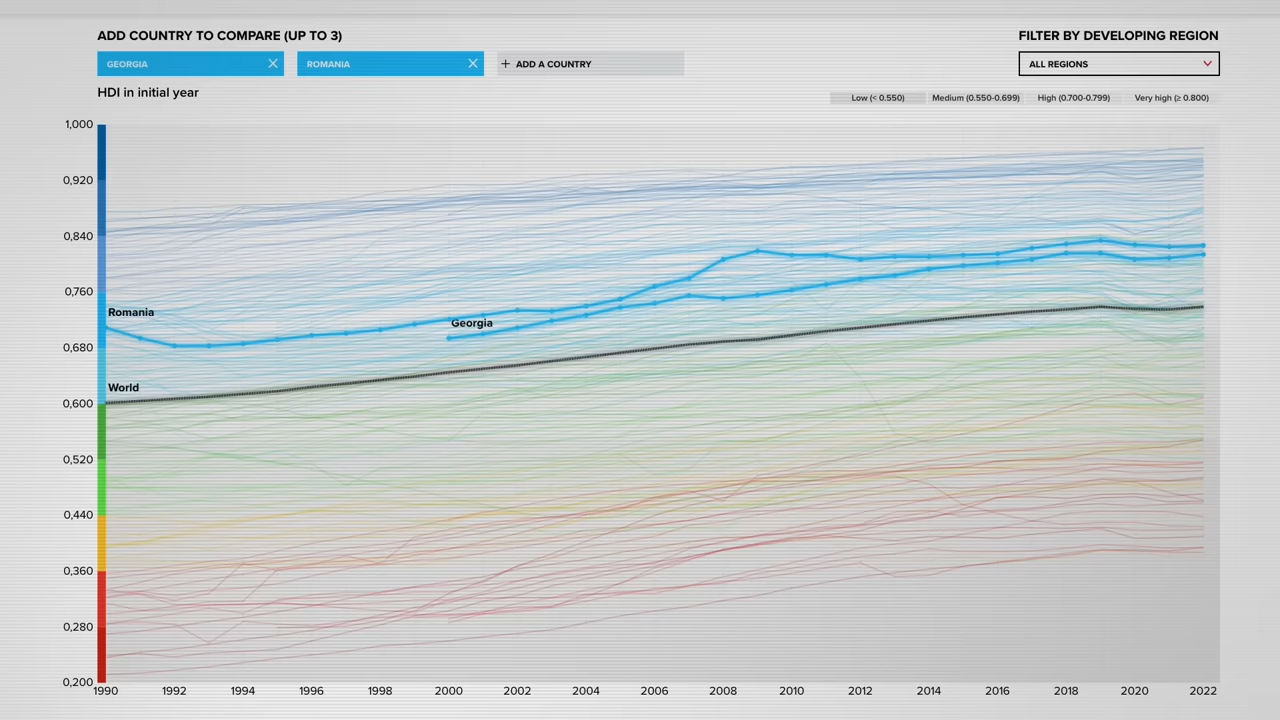 ADD COUNTRY TO COMPARE (UP TO 3)
FILTER BY DEVELOPING REGION
GEORGIA
ROMANIA
+ ADD A COUNTRY
ALL REGIONS
HDI in initial year
Low (< 0.550)
Medium (0.550-0.699)
High (0.700-0.799)
Very high (≥ 0.800)
1,000
0,920
0,840
0,760
0,680
0,600
0,520
0,440
0,360
0,280
0,200
Romania
Georgia
World
1990 1992 1994 1996 1998 2000 2002 2004 2006 2008 2010 2012 2014 2016 2018 2020 2022